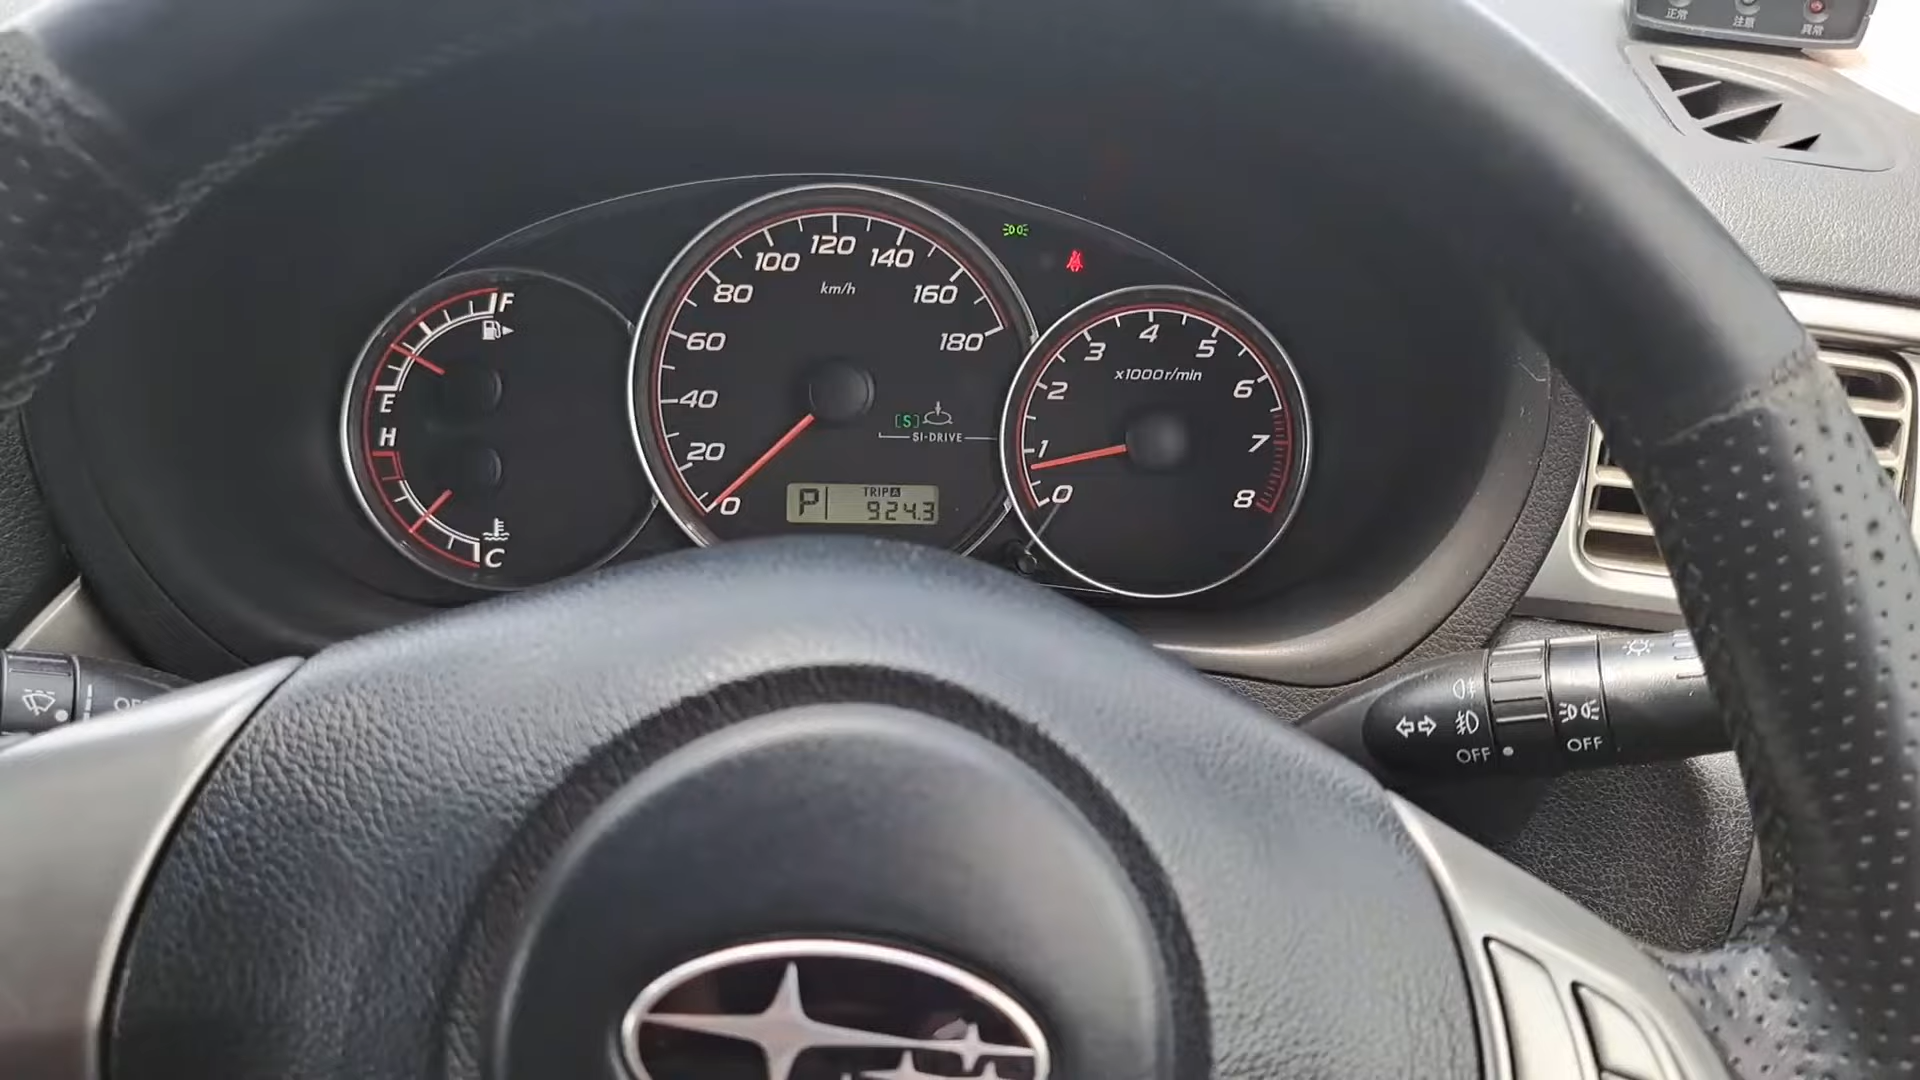 正常 注意 異常
F
E
H
C
0 20 40 60 80 100 120 140 160 180
km/h
[S]
SI-DRIVE
P TRIP A
924.3
0 1 2 3 4 5 6 7 8
x1000r/min
OFF
OFF
OFF